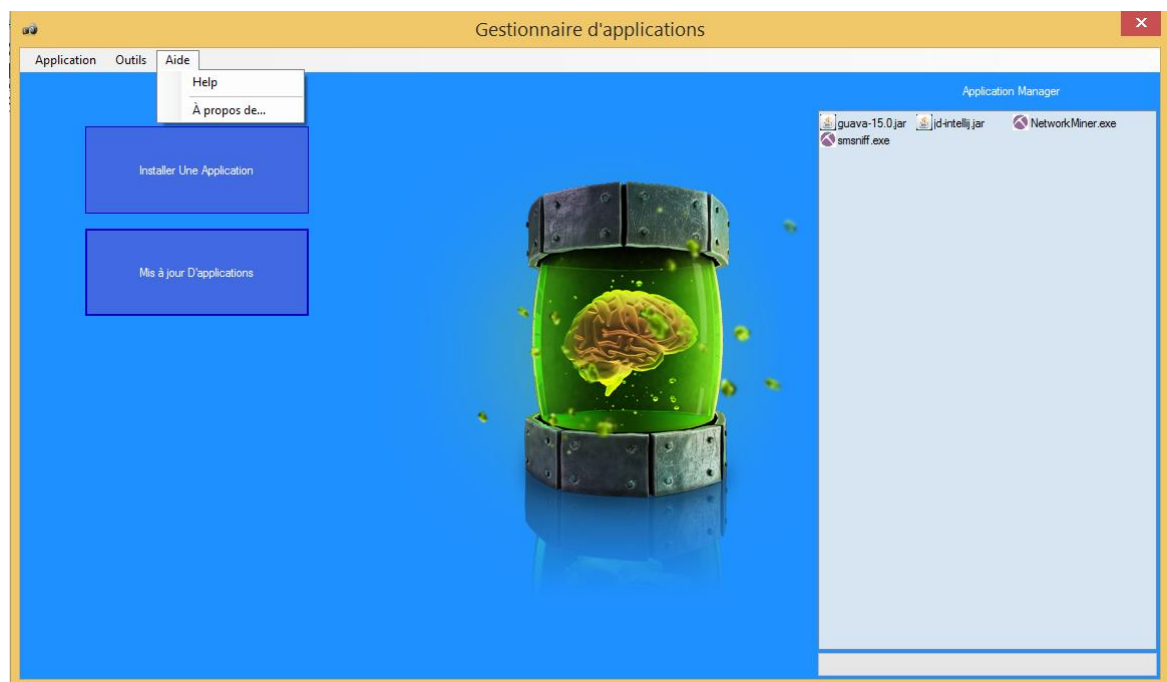 Gestionnaire d'applications
Application Outils Aide
Help
À propos de...
Installer Une Application
Mis à jour D'applications
Application Manager
guava-15.0.jar jd-intellij.jar NetworkMiner.exe
smsniff.exe